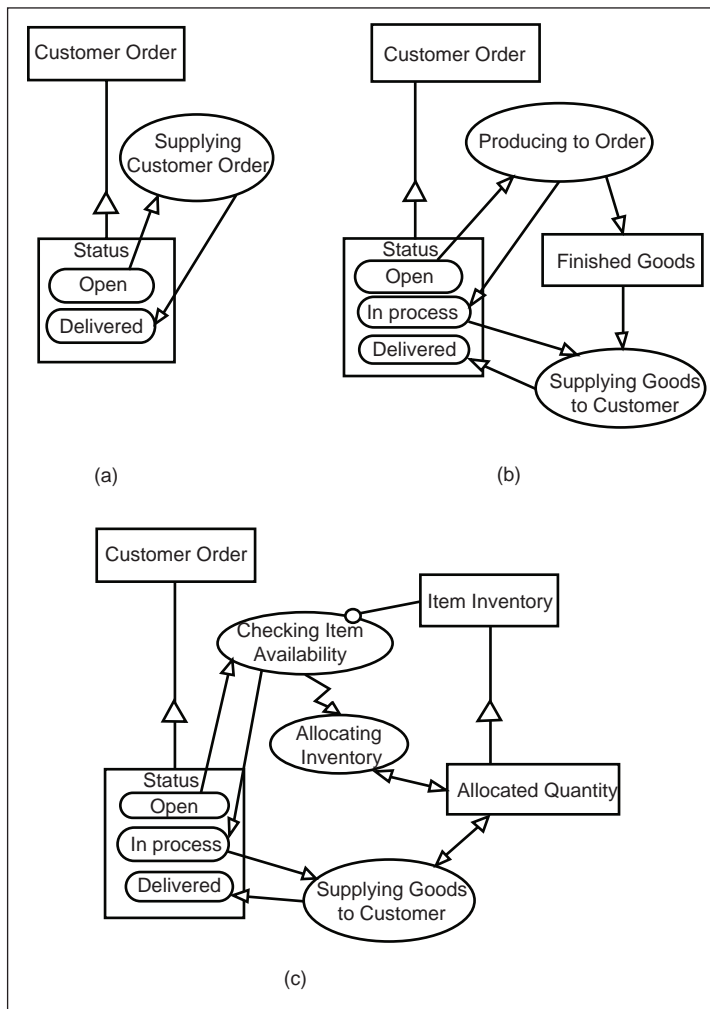 Customer Order
Supplying
Customer Order
Status
Open
Delivered
(a)
Customer Order
Producing to Order
Status
Open
In process
Delivered
Finished Goods
Supplying Goods
to Customer
(b)
Customer Order
Item Inventory
Checking Item
Availability
Allocating
Inventory
Status
Open
In process
Delivered
Allocated Quantity
Supplying Goods
to Customer
(c)